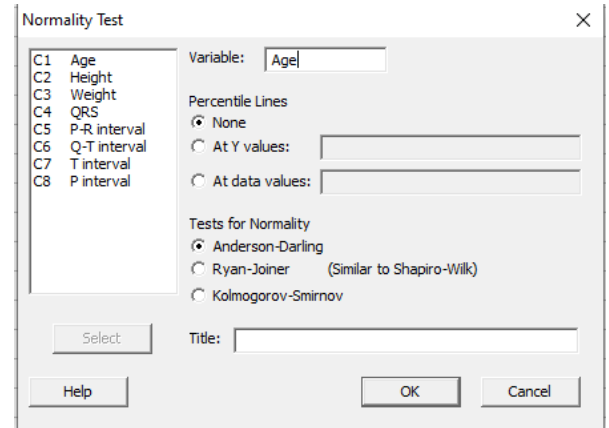 Normality Test
C1 Age
C2 Height
C3 Weight
C4 QRS
C5 P-R interval
C6 Q-T interval
C7 T interval
C8 P interval
Variable: Age
Percentile Lines
None
At Y values:
At data values:
Tests for Normality
Anderson-Darling
Ryan-Joiner (Similar to Shapiro-Wilk)
Kolmogorov-Smirnov
Select
Title:
Help
OK
Cancel